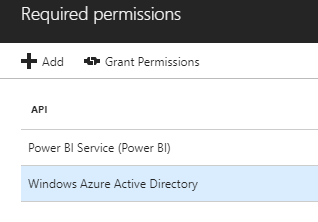 Required permissions
Add Grant Permissions
API
Power BI Service (Power BI)
Windows Azure Active Directory